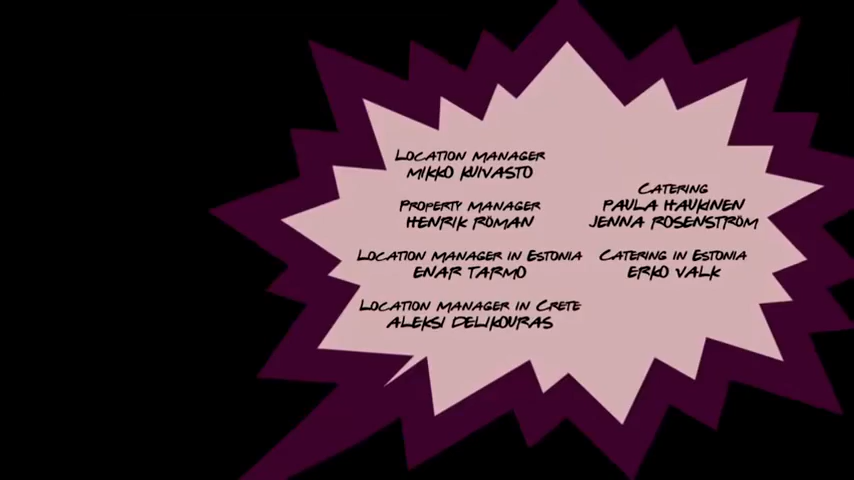 Location manager
MIKKO KUIVASTO
Property manager
HENRIK ROMAN
Location manager in Estonia
ENAR TARMO
Location manager in Crete
ALEKSI DELIKOURAS
Catering
PAULA HAUKINEN
JENNA ROSENSTRÖM
Catering in Estonia
ERKO VALK